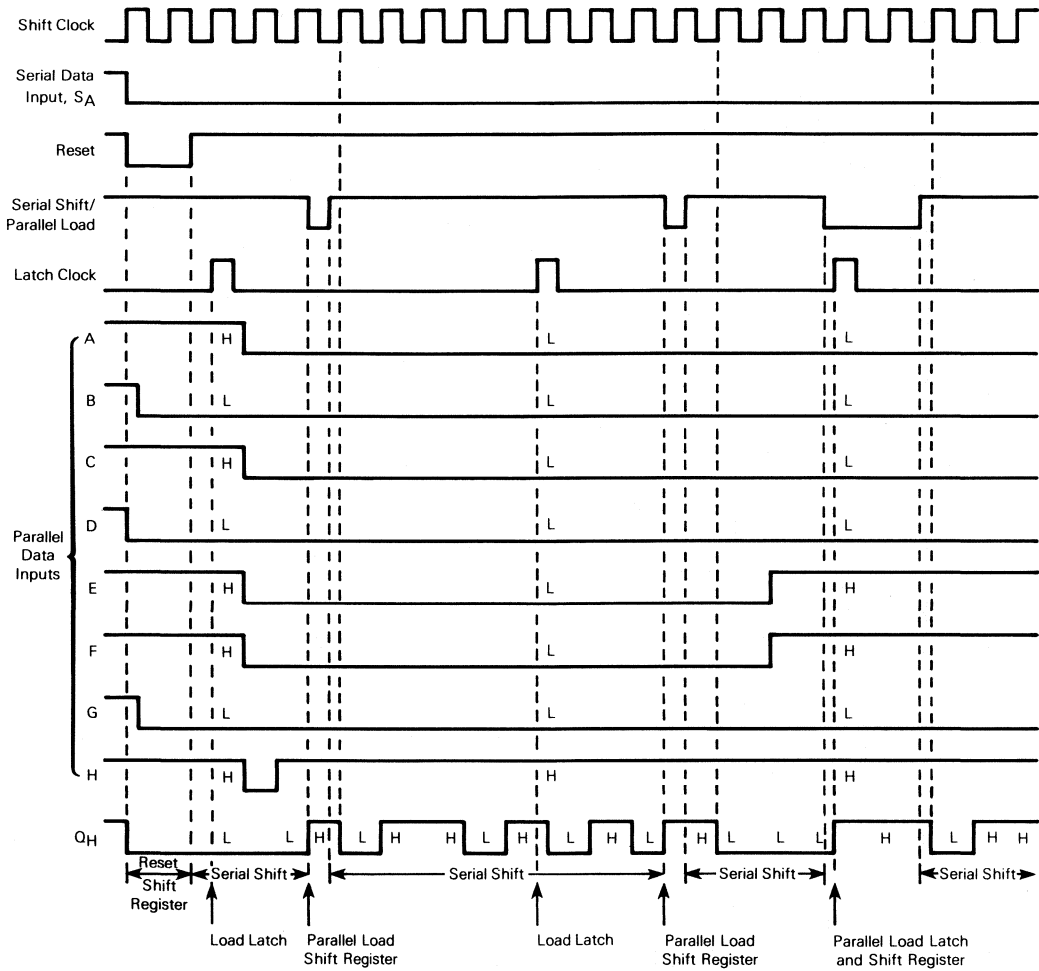 Shift Clock
Serial Data
Input, SA
Reset
Serial Shift/
Parallel Load
Latch Clock
A H L L
B L L L
C H L L
D L L L
Parallel
Data
Inputs
E H L H
F H L H
G L L L
H H H H
QH L L H L H H L H L H L H L L L H L H H
Reset
Shift
Register
Serial Shift
Serial Shift
Serial Shift
Serial Shift
Load Latch
Parallel Load
Shift Register
Load Latch
Parallel Load
Shift Register
Parallel Load Latch
and Shift Register